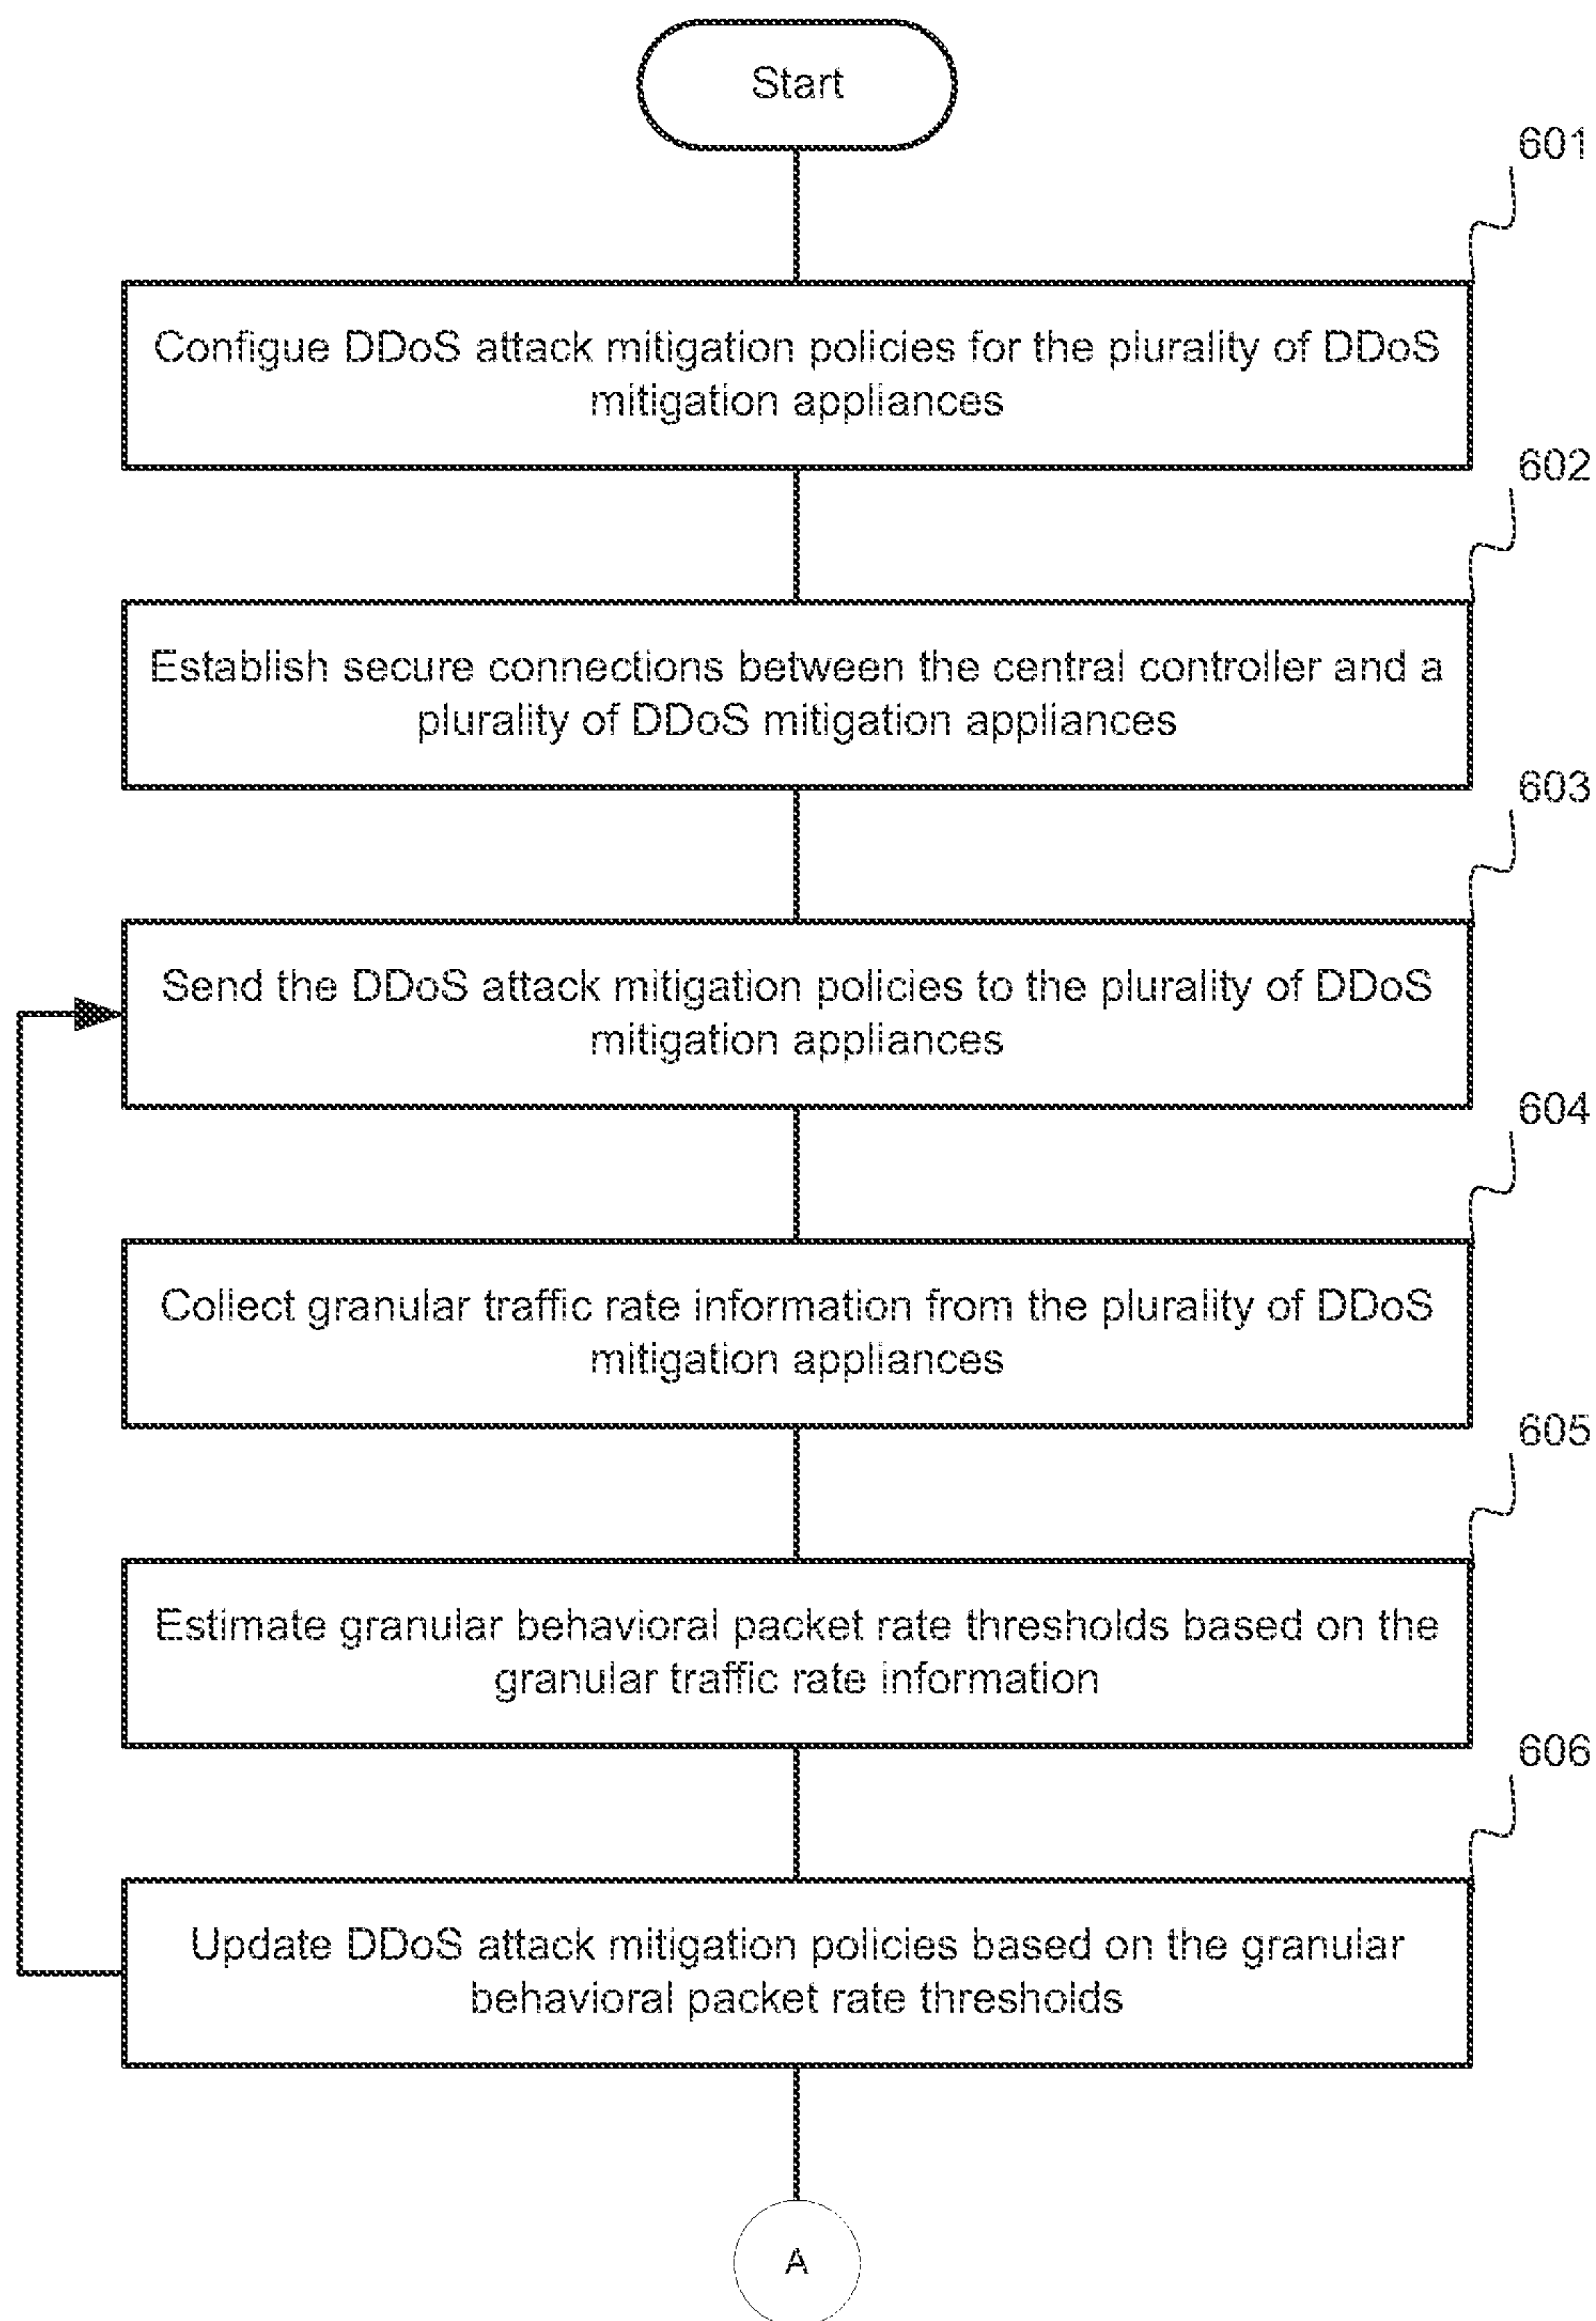 Start
601
Configue DDoS attack mitigation policies for the plurality of DDoS
mitigation appliances
602
Establish secure connections between the central controller and a
plurality of DDoS mitigation appliances
603
Send the DDoS attack mitigation policies to the plurality of DDoS
mitigation appliances
604
Collect granular traffic rate information from the plurality of DDoS
mitigation appliances
605
Estimate granular behavioral packet rate thresholds based on the
granular traffic rate information
606
Update DDoS attack mitigation policies based on the granular
behavioral packet rate thresholds
A